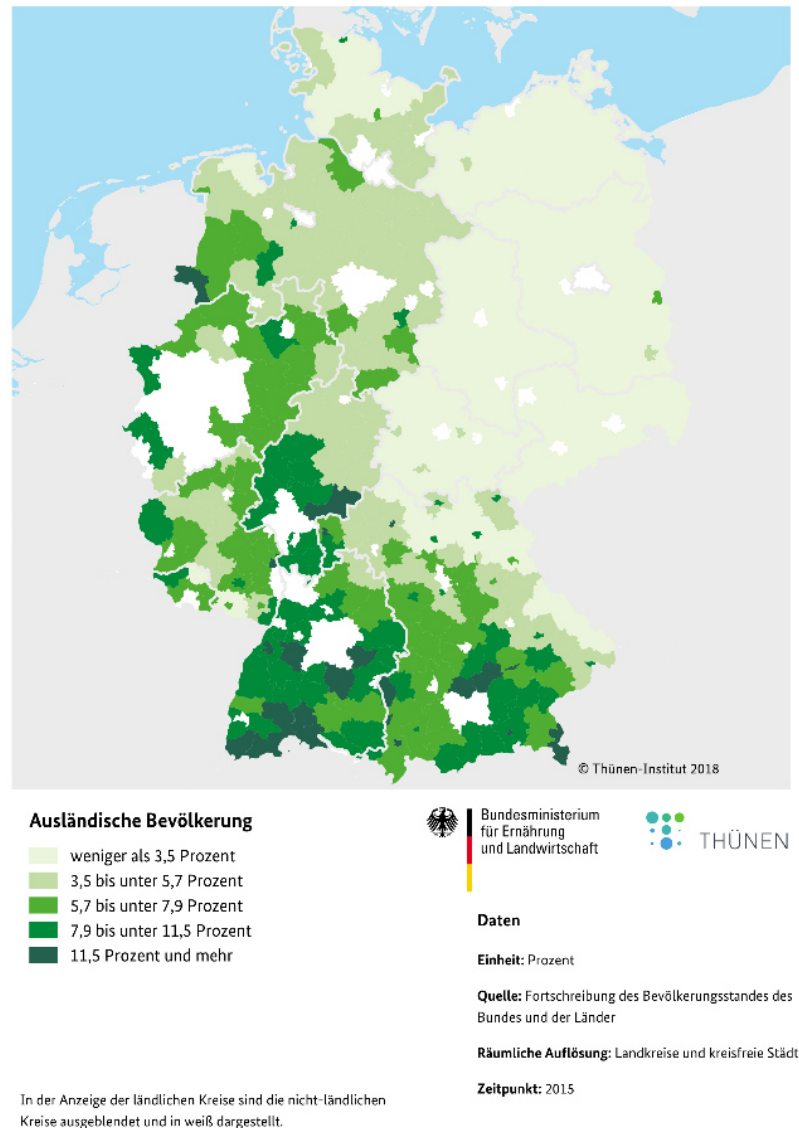 © Thünen-Institut 2018
Ausländische Bevölkerung
weniger als 3,5 Prozent
3,5 bis unter 5,7 Prozent
5,7 bis unter 7,9 Prozent
7,9 bis unter 11,5 Prozent
11,5 Prozent und mehr
In der Anzeige der ländlichen Kreise sind die nicht-ländlichen
Kreise ausgeblendet und in weiß dargestellt.
Bundesministerium
für Ernährung
und Landwirtschaft
THÜNEN
Daten
Einheit: Prozent
Quelle: Fortschreibung des Bevölkerungsstandes des
Bundes und der Länder
Räumliche Auflösung: Landkreise und kreisfreie Städt
Zeitpunkt: 2015